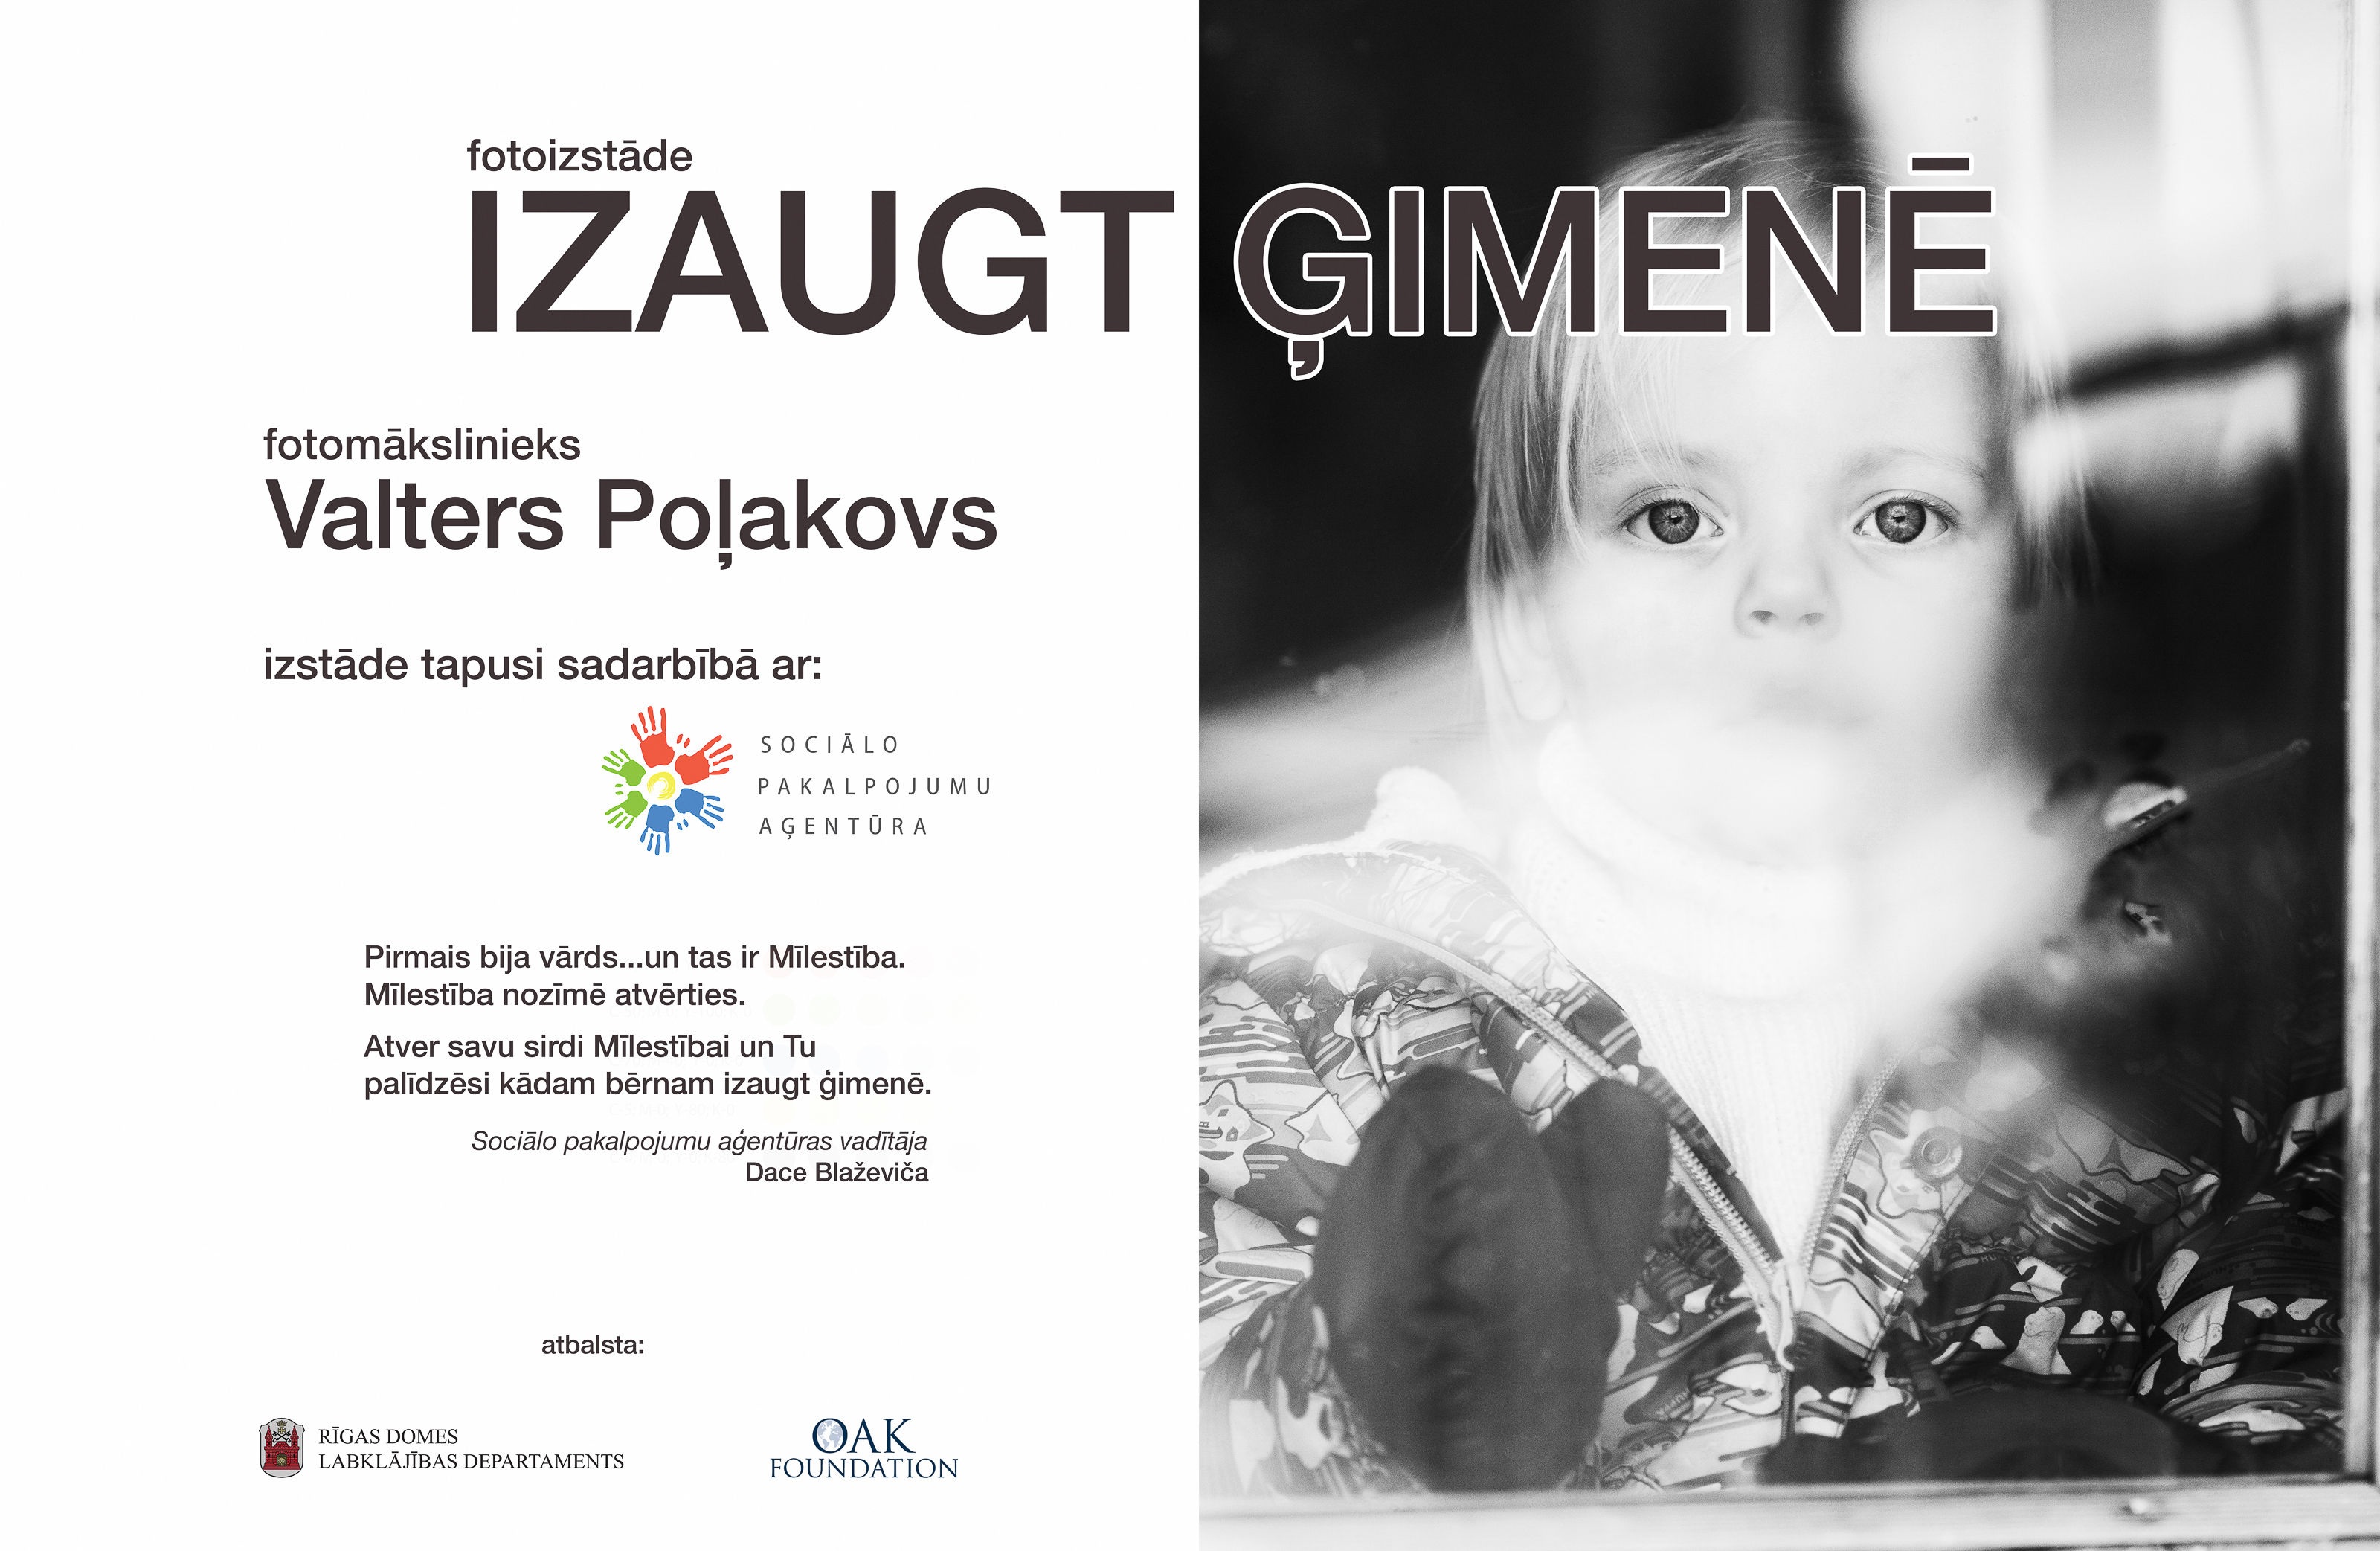 fotoizstāde
IZAUGT ĢIMENĒ
fotomākslinieks
Valters Poļakovs
izstāde tapusi sadarbībā ar:
SOCIĀLO
PAKALPOJUMU
AĢENTŪRA
Pirmais bija vārds...un tas ir Mīlestība.
Mīlestība nozīmē atvērties.
Atver savu sirdi Mīlestībai un Tu
palīdzēsi kādam bērnam izaugt ģimenē.
Sociālo pakalpojumu aģentūras vadītāja
Dace Blaževiča
atbalsta:
RĪGAS DOMES
LABKLĀJĪBAS DEPARTAMENTS
OAK
FOUNDATION